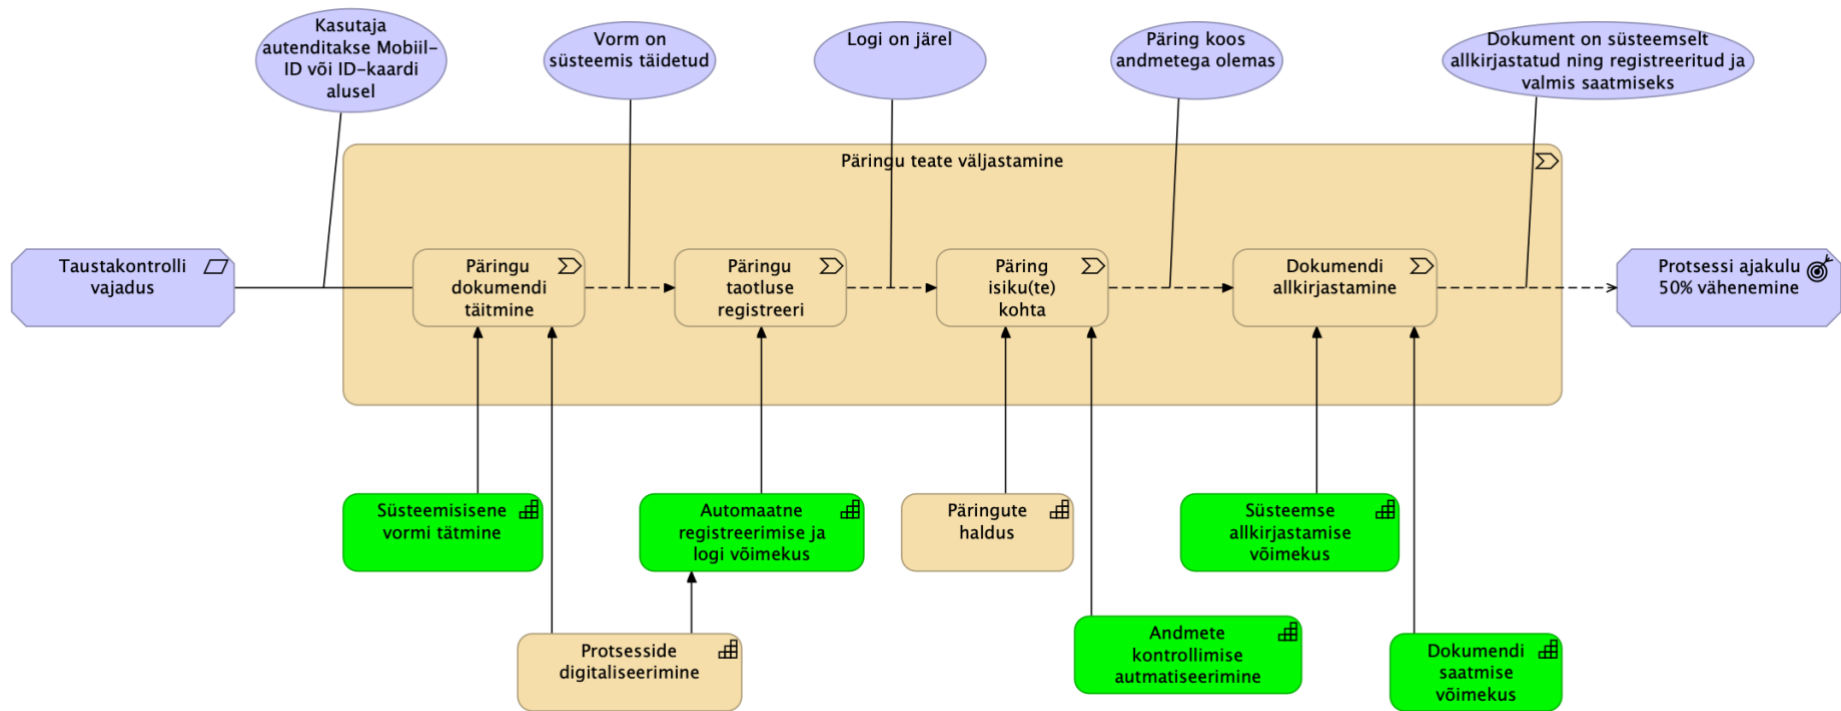 Kasutaja
autenditakse Mobiil-
ID või ID-kaardi
alusel
Vorm on
süsteemis täidetud
Logi on järel
Päring koos
andmetega olemas
Dokument on süsteemselt
allkirjastatud ning registreeritud ja
valmis saatmiseks
Päringu teate väljastamine
Taustakontrolli
vajadus
Päringu
dokumendi
täitmine
Päringu
taotluse
registreeri
Päring
isiku(te)
kohta
Dokumendi
allkirjastamine
Protsessi ajakulu
50% vähenemine
Süsteemisisene
vormi tätmine
Automaatne
registreerimise ja
logi võimekus
Päringute
haldus
Süsteemse
allkirjastamise
võimekus
Protsesside
digitaliseerimine
Andmete
kontrollimise
autmatiseerimine
Dokumendi
saatmise
võimekus